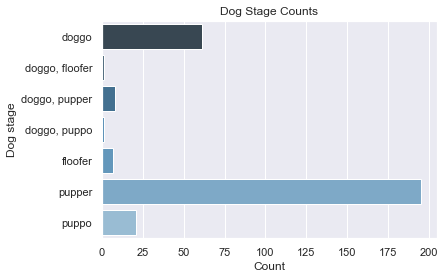 Dog Stage Counts
Dog stage
doggo
doggo, floofer
doggo, pupper
doggo, puppo
floofer
pupper
puppo
0 25 50 75 100 125 150 175 200
Count